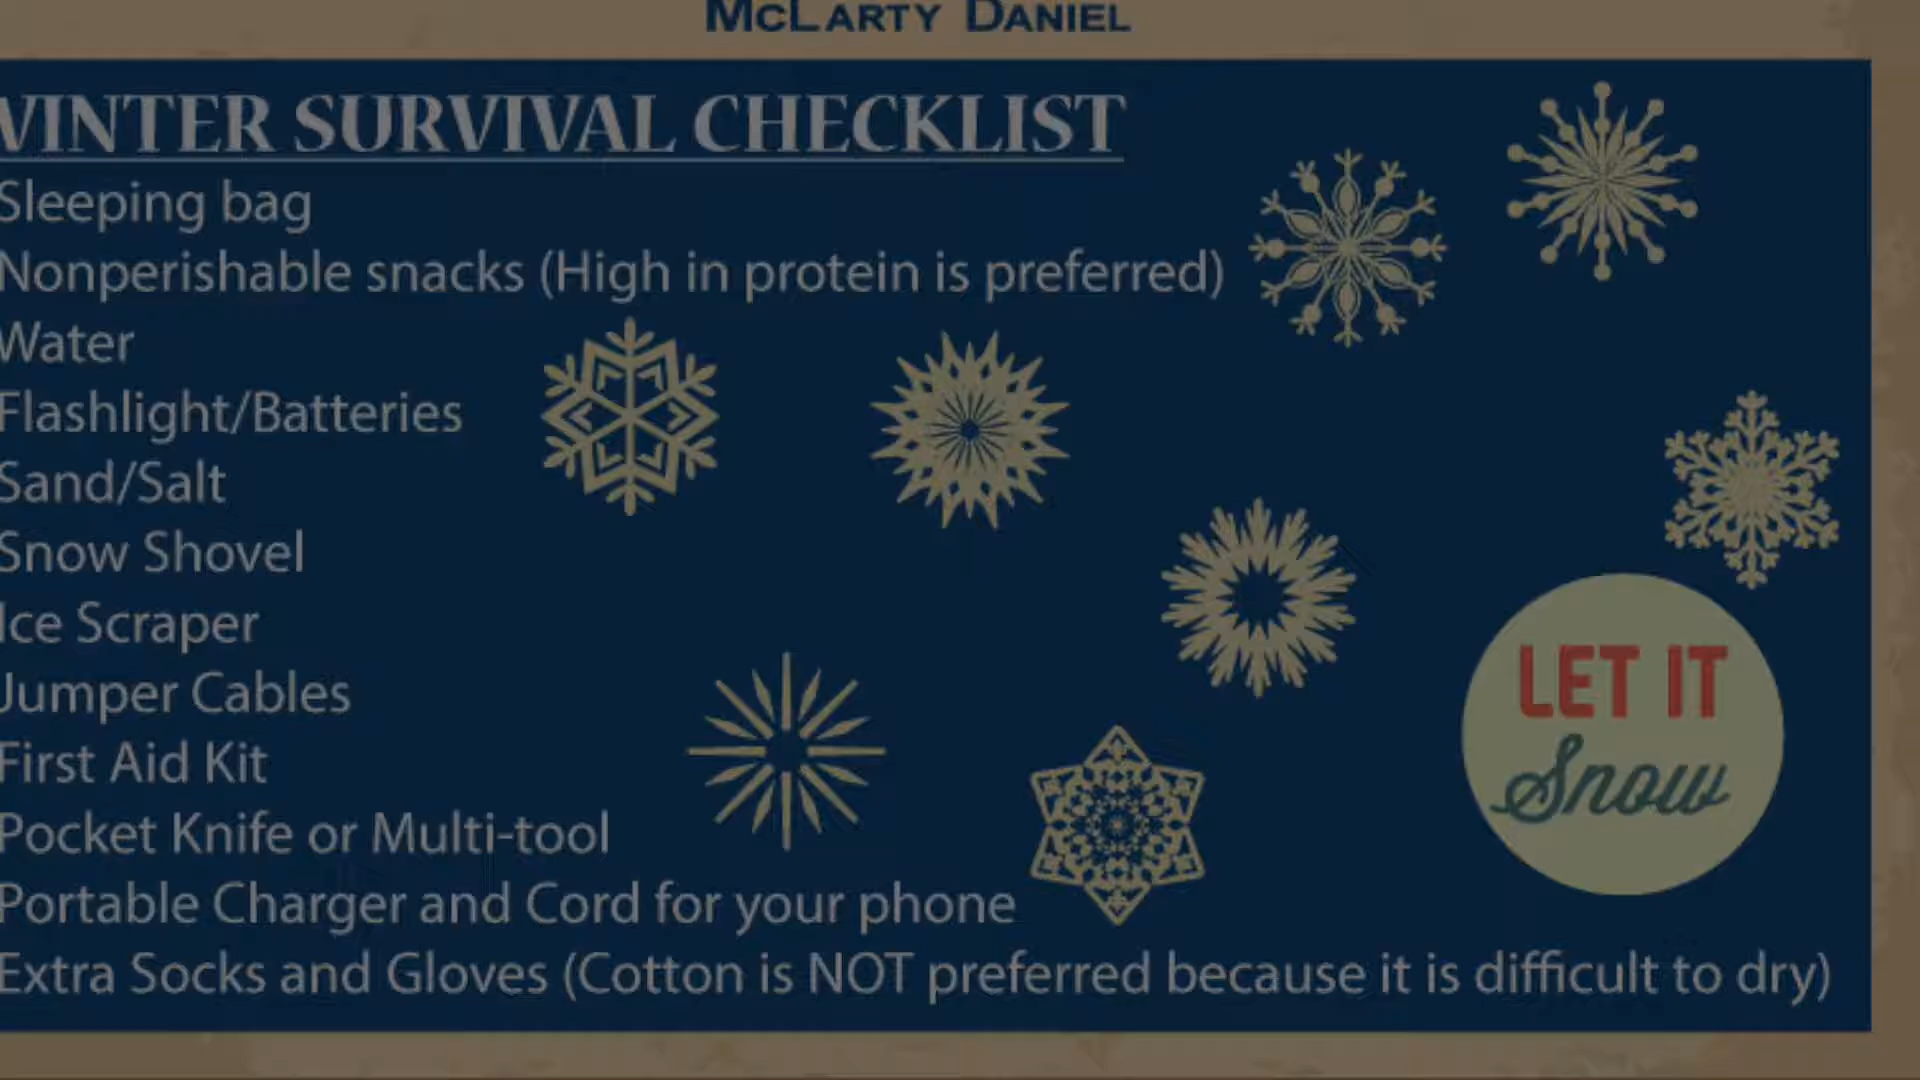 McLarty Daniel
WINTER SURVIVAL CHECKLIST
Sleeping bag
Nonperishable snacks (High in protein is preferred)
Water
Flashlight/Batteries
Sand/Salt
Snow Shovel
Ice Scraper
Jumper Cables
First Aid Kit
Pocket Knife or Multi-tool
Portable Charger and Cord for your phone
Extra Socks and Gloves (Cotton is NOT preferred because it is difficult to dry)
LET IT
Snow